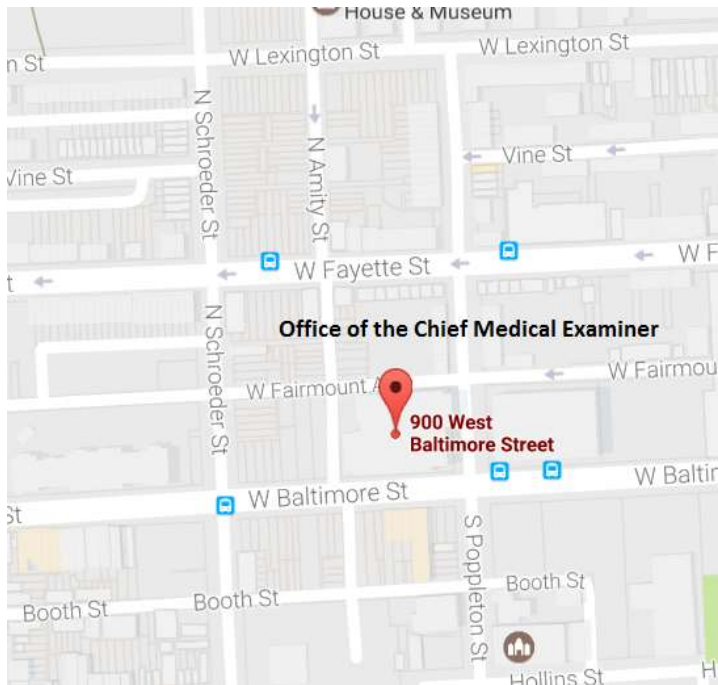 House & Museum
W Lexington St
W Lexington St
n St
N Schroeder St
N Amity St
Vine St
Vine St
W Fayette St
W F
t
Office of the Chief Medical Examiner
N Schroeder St
W Fairmount A
W Fairmou
900 West
Baltimore Street
W Baltimore St
W Baltim
St
S Poppleton St
Booth St
Booth St
Booth St
Hollins St
H